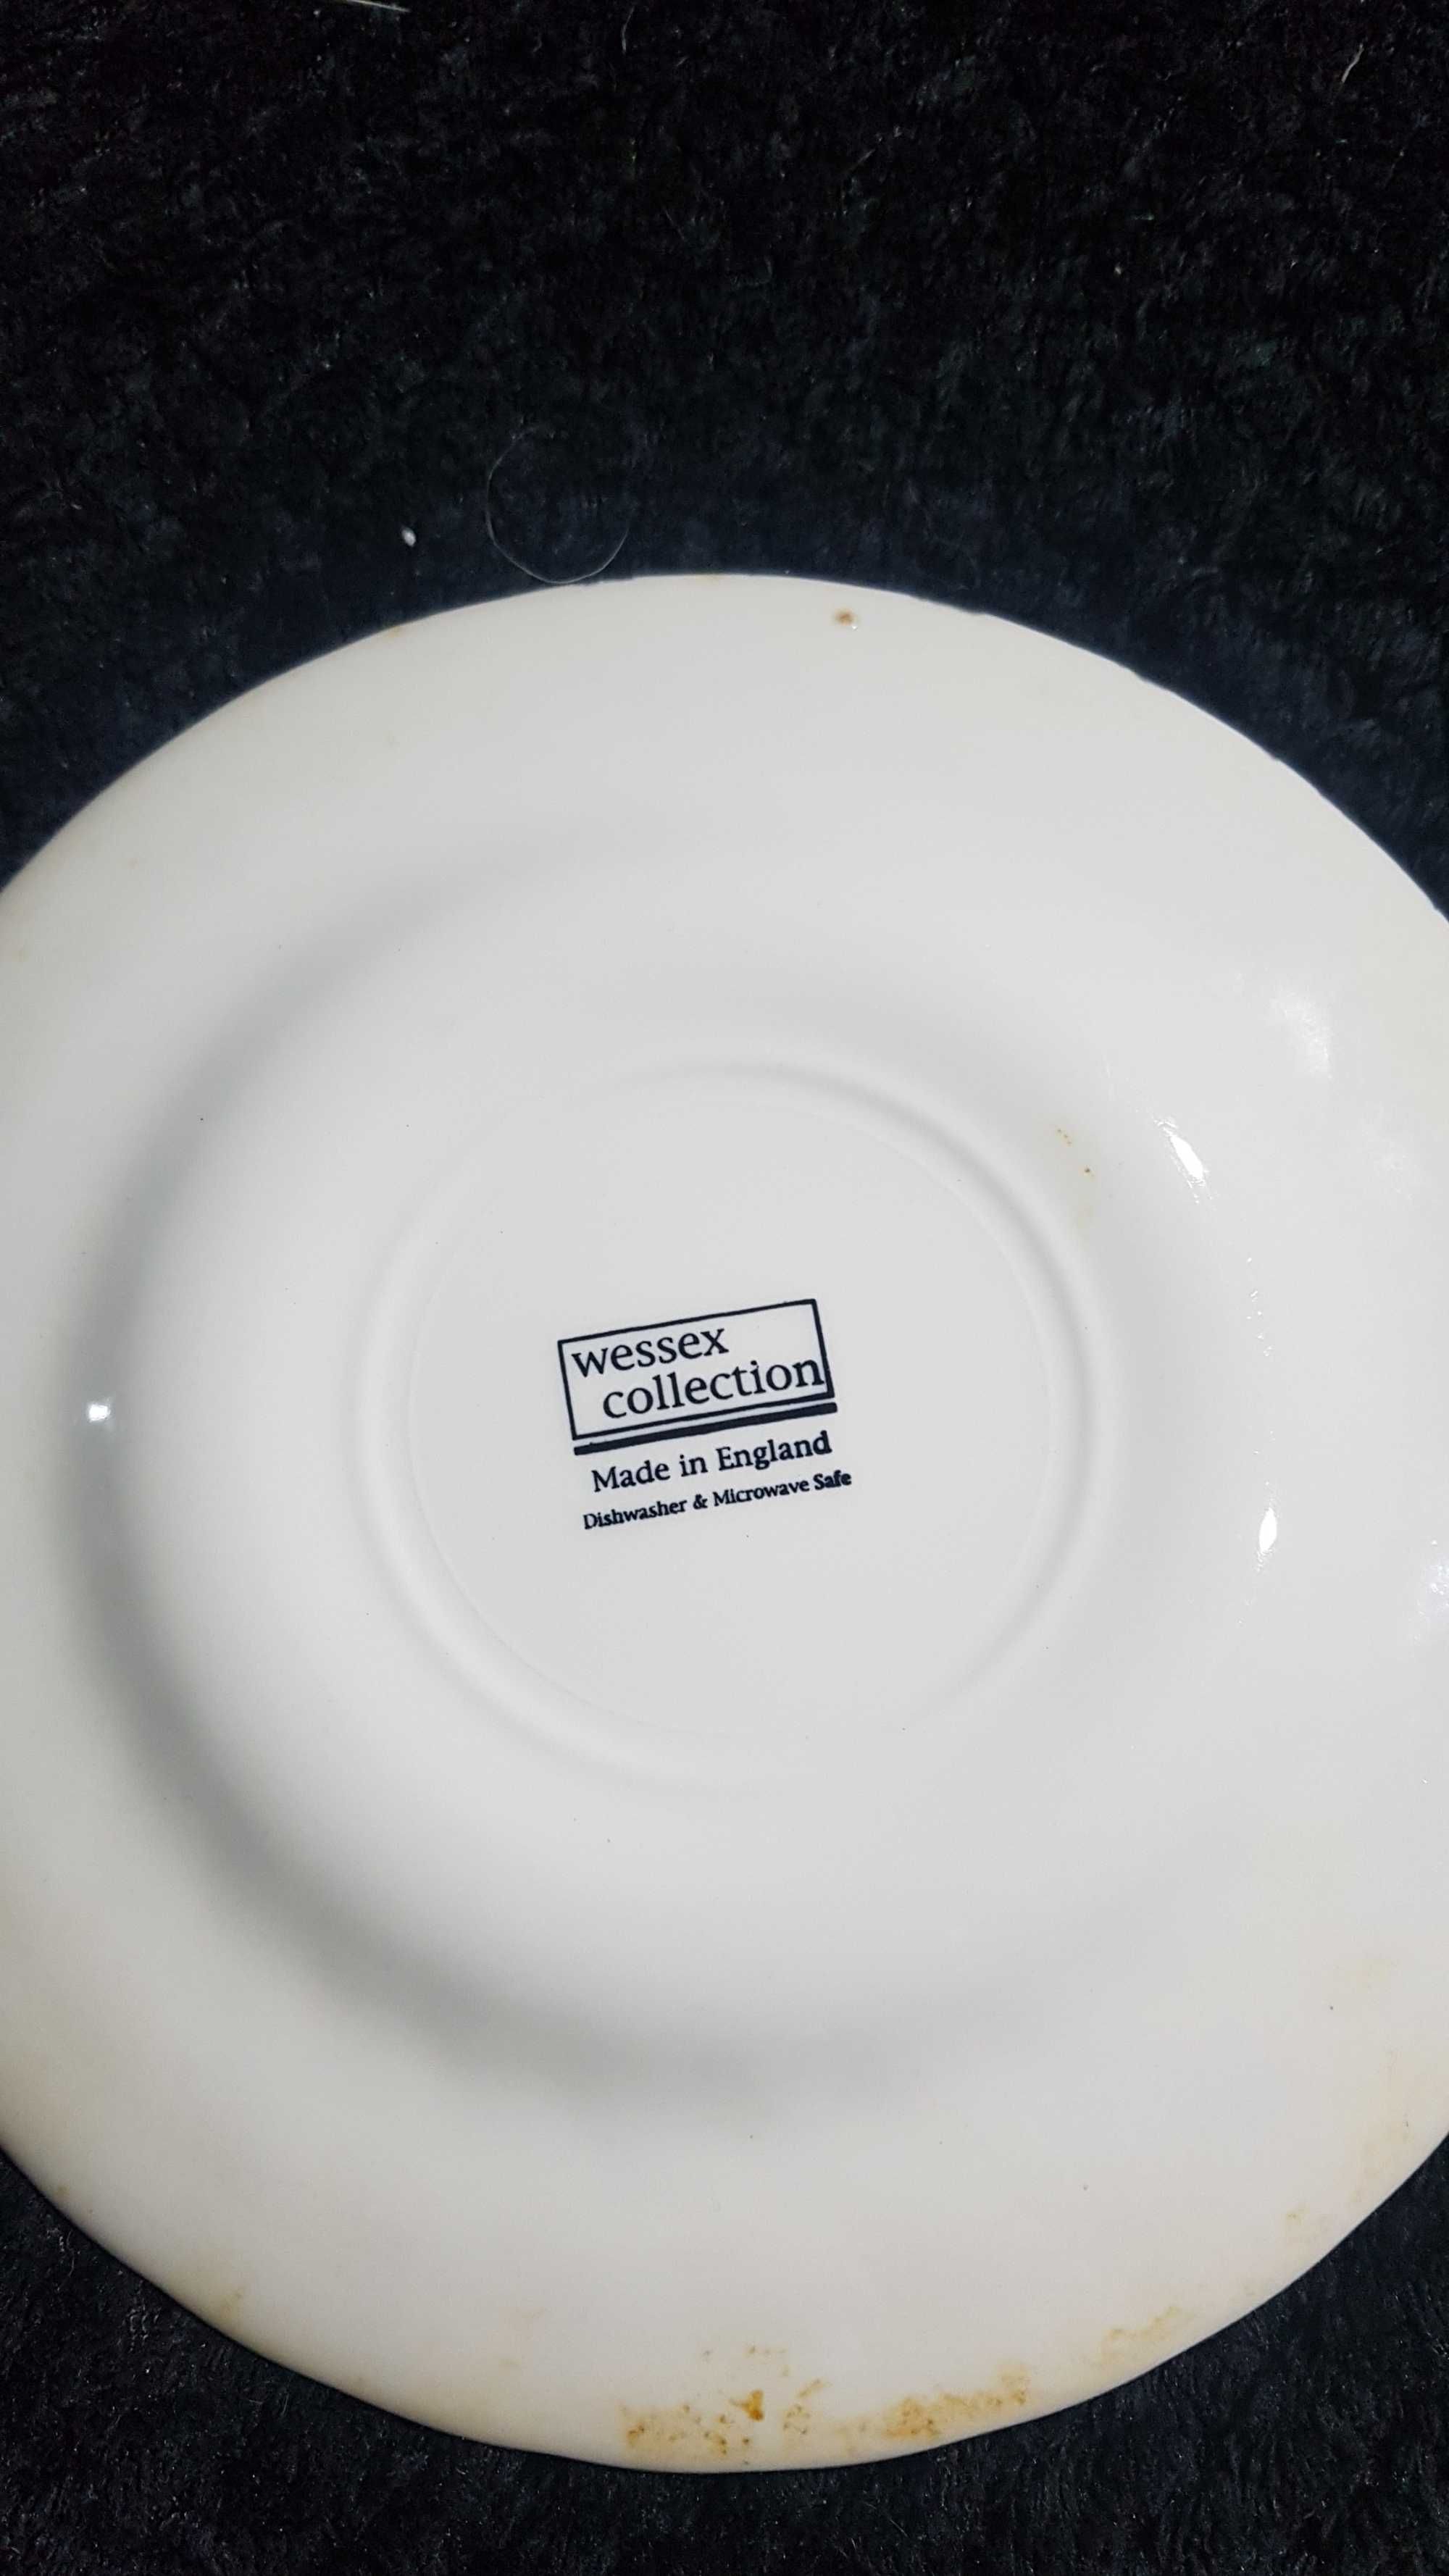 wessex
collection
Made in England
Dishwasher & Microwave Safe